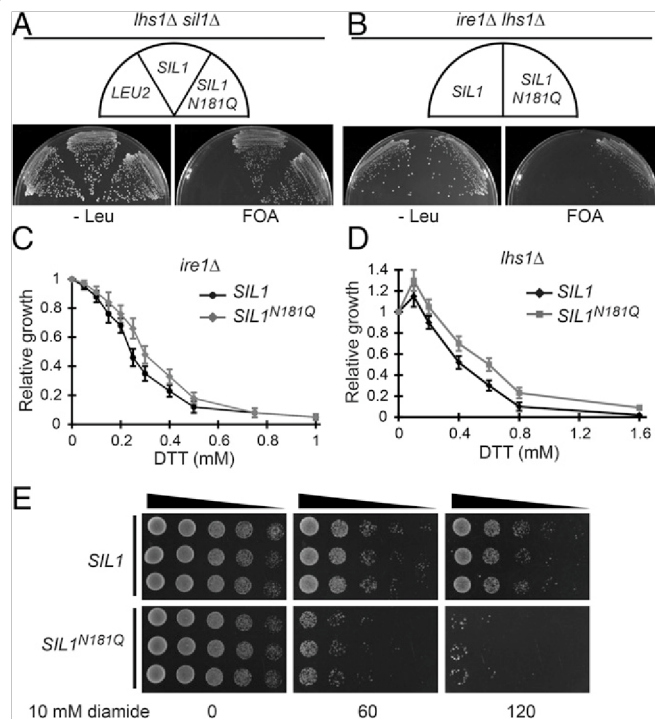 A
lhs1Δ sil1Δ
LEU2
SIL1
SIL1
N181Q
- Leu
FOA
B
ire1Δ lhs1Δ
SIL1
SIL1
N181Q
- Leu
FOA
C
ire1Δ
SIL1
SIL1N181Q
Relative growth
1
0.8
0.6
0.4
0.2
0
0
0.2
0.4
0.6
0.8
1
DTT (mM)
D
lhs1Δ
SIL1
SIL1N181Q
Relative growth
1.4
1.2
1
0.8
0.6
0.4
0.2
0
0
0.4
0.8
1.2
1.6
DTT (mM)
E
SIL1
SIL1N181Q
10 mM diamide 0 60 120